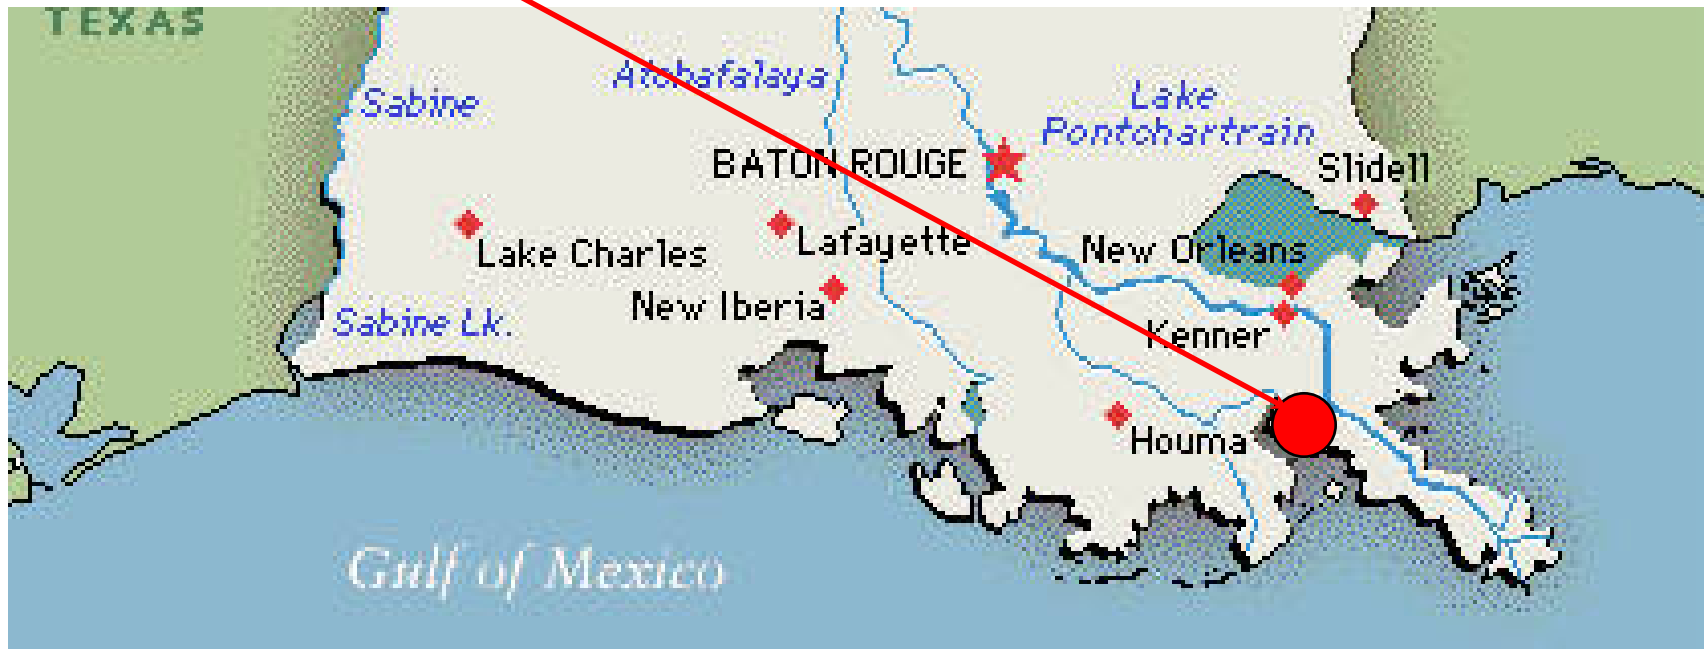 TEXAS
Atchafalaya
Sabine
Lake
Pontchartrain
BATON ROUGE
Slidell
Lake Charles
Lafayette
New Orleans
New Iberia
Sabine Lk.
Kenner
Houma
Gulf of Mexico